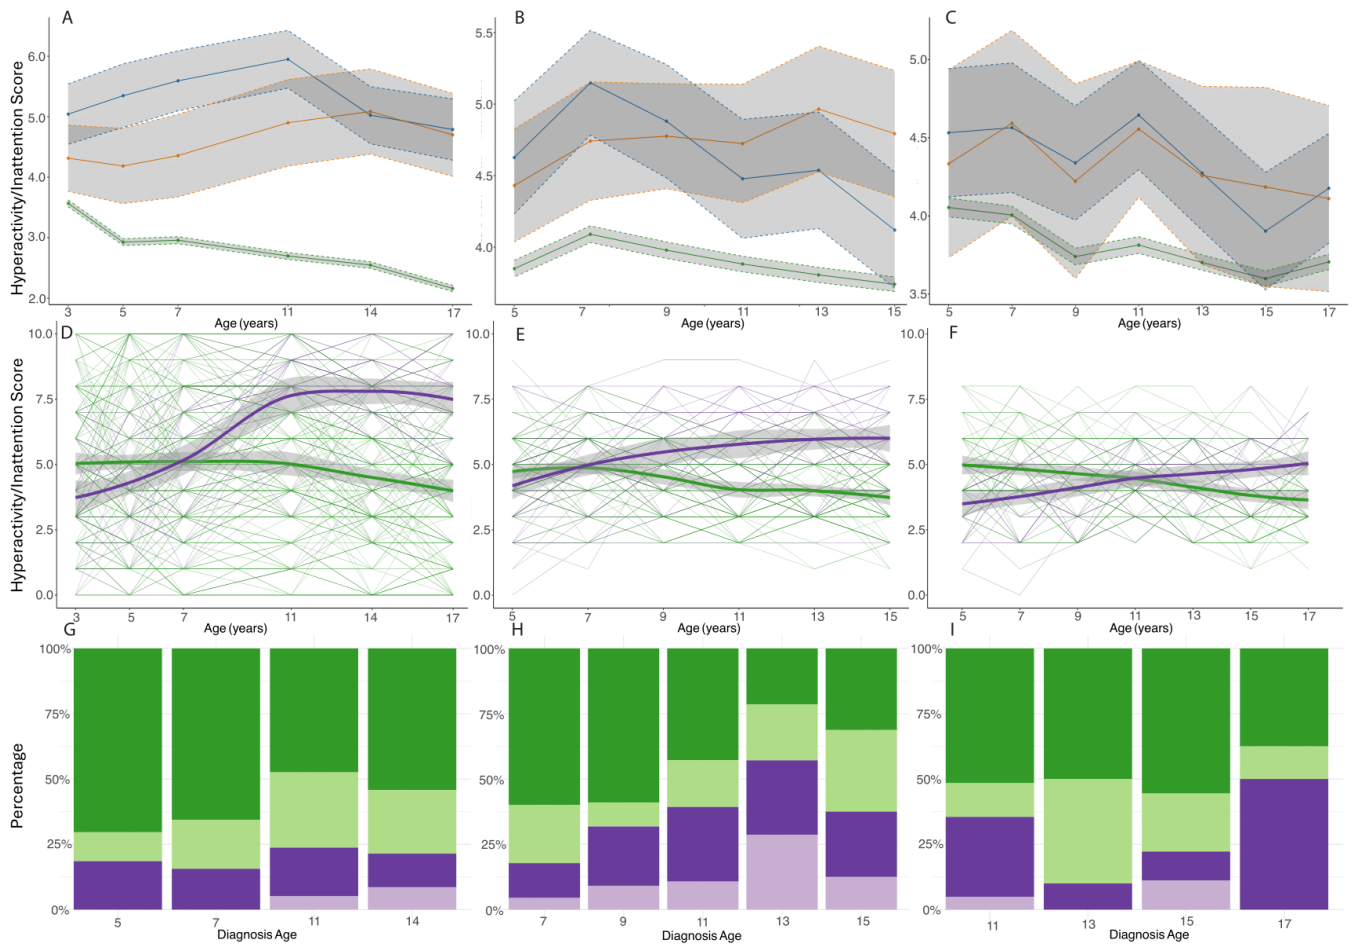 A
B
C
Hyperactivity/Inattention Score
6.0
5.0
4.0
3.0
2.0
3 5 7 11 14 17
Age (years)
5.5
5.0
4.5
4.0
5 7 9 11 13 15
Age (years)
5.0
4.5
4.0
3.5
5 7 9 11 13 15 17
Age (years)
D
E
F
Hyperactivity/Inattention Score
10.0
7.5
5.0
2.5
0.0
3 5 7 11 14 17
Age (years)
10.0
7.5
5.0
2.5
0.0
5 7 9 11 13 15
Age (years)
10.0
7.5
5.0
2.5
0.0
5 7 9 11 13 15 17
Age (years)
G
H
I
Percentage
100%
75%
50%
25%
0%
5 7 11 14
Diagnosis Age
100%
75%
50%
25%
0%
7 9 11 13 15
Diagnosis Age
100%
75%
50%
25%
0%
11 13 15 17
Diagnosis Age